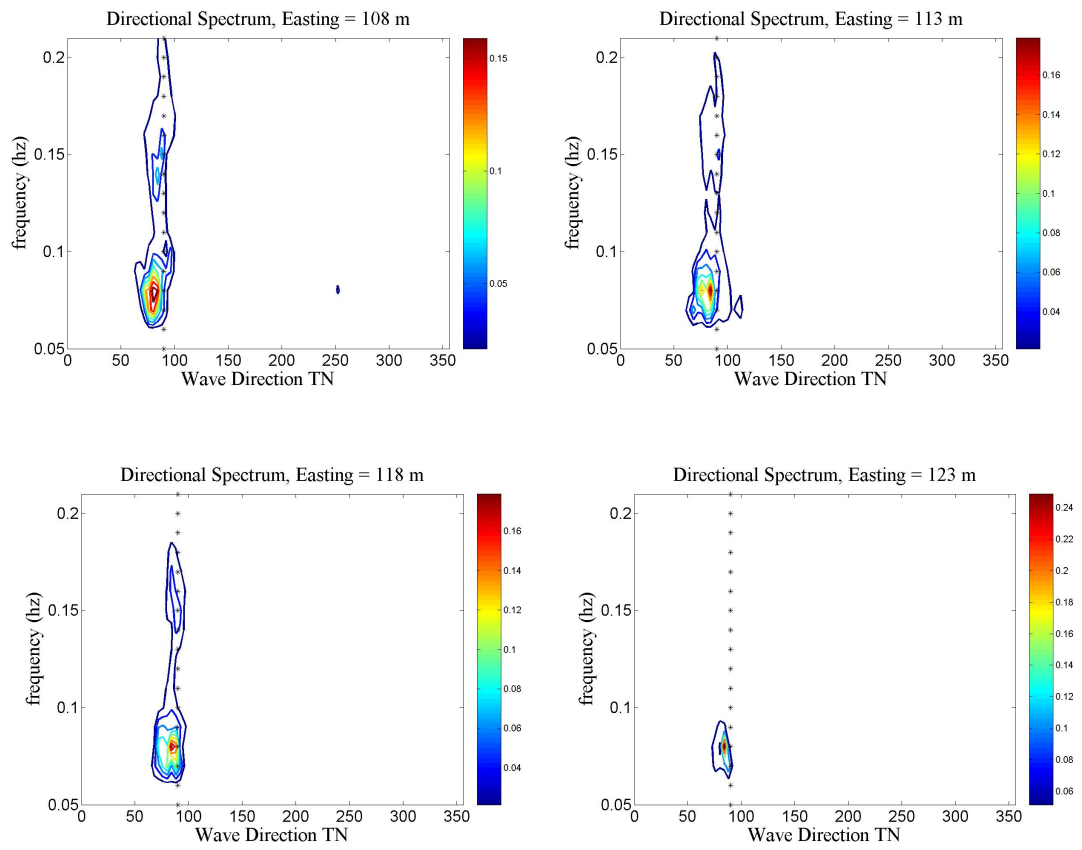 Directional Spectrum, Easting = 108 m
0.2
0.15
0.1
0.05
frequency (hz)
0 50 100 150 200 250 300 350
Wave Direction TN
0.15
0.1
0.05
Directional Spectrum, Easting = 113 m
0.2
0.15
0.1
0.05
frequency (hz)
0 50 100 150 200 250 300 350
Wave Direction TN
0.16
0.14
0.12
0.1
0.08
0.06
0.04
Directional Spectrum, Easting = 118 m
0.2
0.15
0.1
0.05
frequency (hz)
0 50 100 150 200 250 300 350
Wave Direction TN
0.16
0.14
0.12
0.1
0.08
0.06
0.04
Directional Spectrum, Easting = 123 m
0.2
0.15
0.1
0.05
frequency (hz)
0 50 100 150 200 250 300 350
Wave Direction TN
0.24
0.22
0.2
0.18
0.16
0.14
0.12
0.1
0.08
0.06